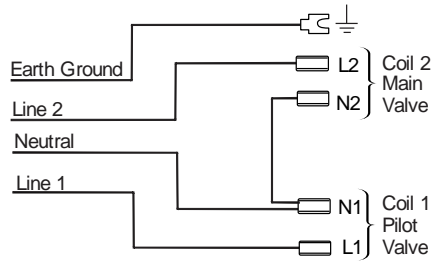 Earth Ground
Line 2
Neutral
Line 1
L2
N2
Coil 2
Main
Valve
N1
L1
Coil 1
Pilot
Valve